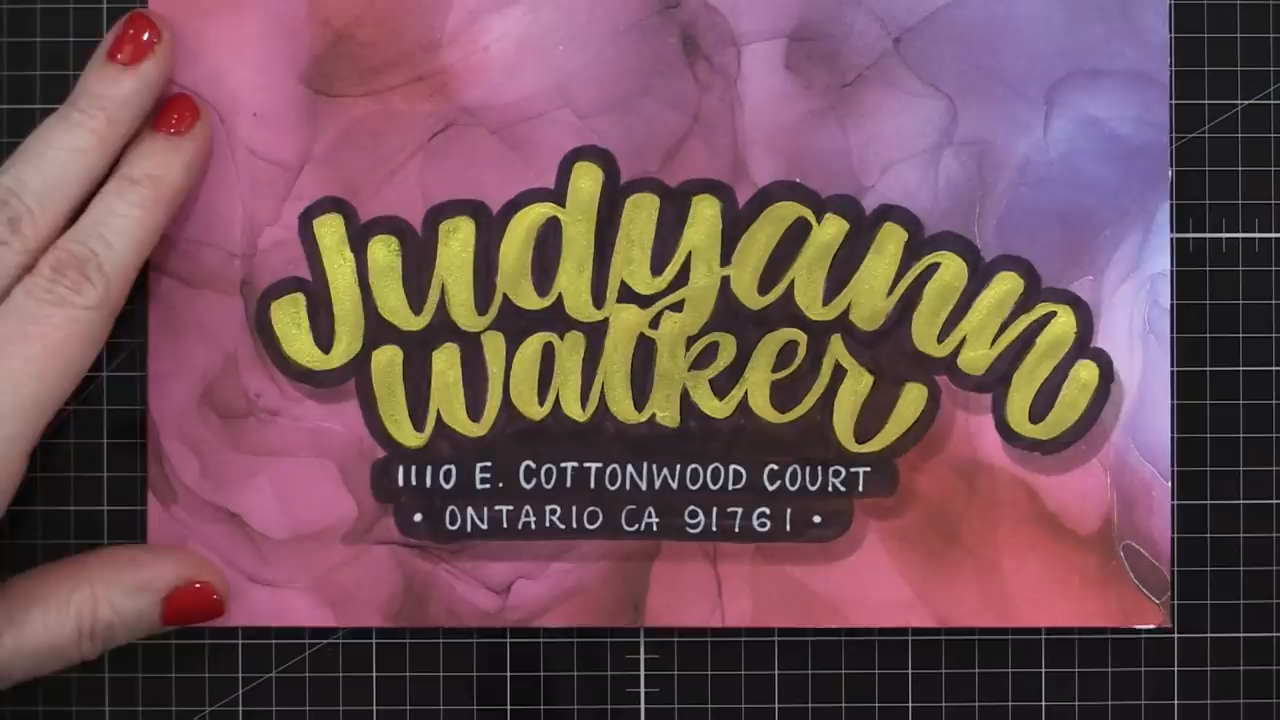 Judyann
walker
1110 E. COTTONWOOD COURT
• ONTARIO CA 91761 •